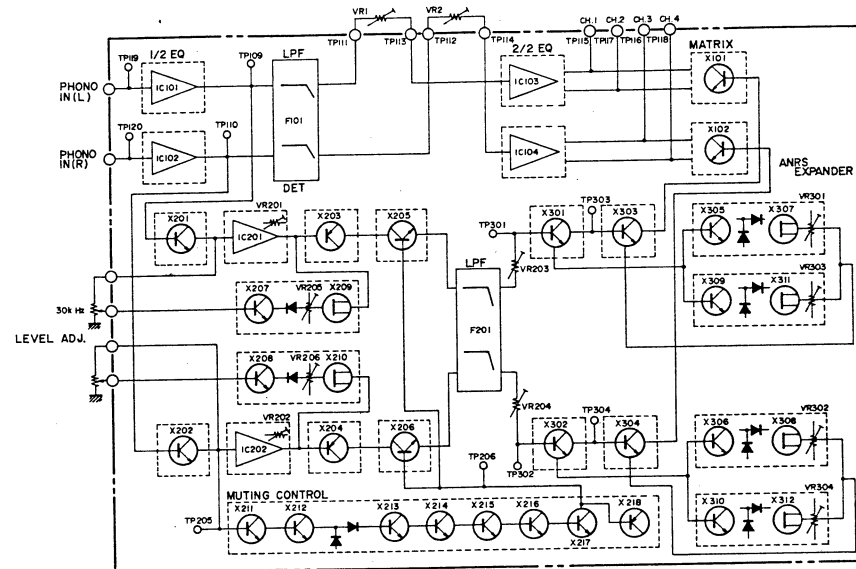 VR1 VR2
TP111 TP113 TP112 TP114
CH.1 CH.2 CH.3 CH.4
TP115 TP117 TP116 TP118
TP119 1/2 EQ TP109 LPF 2/2 EQ MATRIX
X101
PHONO IN(L)
IC101
F101
IC103
TP120 TP110
X102
PHONO IN(R)
IC102
IC104
DET
ANRS EXPANDER
X201 VR201 X203 X205
IC201
TP303
TP301 X301 X303
X305 X307 VR301
LPF
VR203
30k Hz
X207 VR205 X209
X309 X311 VR303
F201
LEVEL ADJ.
X208 VR206 X210
VR204
X202 VR202 X204 X206
IC202
TP304
X302 X304
X306 X308 VR302
TP206 TP302
MUTING CONTROL
TP205 X211 X212 X213 X214 X215 X216 X218
X217
X310 X312 VR304